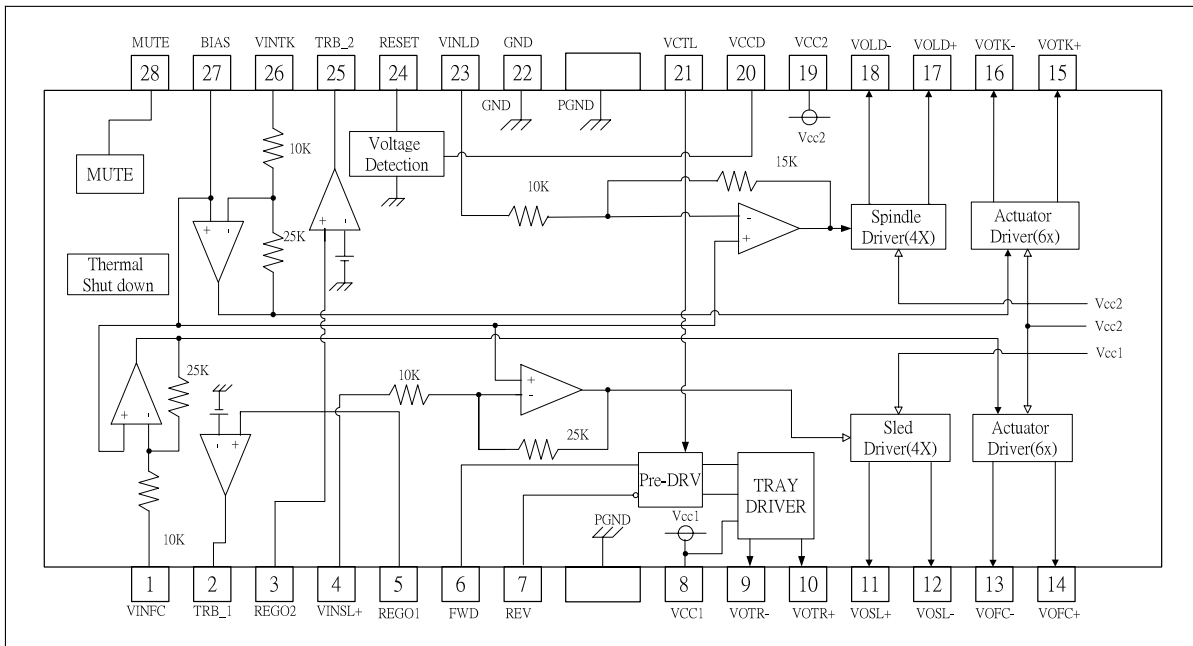 MUTE BIAS VINTK TRB_2 RESET VINLD GND VCTL VCCD VCC2 VOLD- VOLD+ VOTK- VOTK+
28 27 26 25 24 23 22 21 20 19 18 17 16 15
GND PGND
Vcc2
10K
Voltage
Detection
MUTE
15K
10K
+ -
25K
+ -
-
+
Spindle
Driver(4X)
Actuator
Driver(6x)
Thermal
Shut down
Vcc2
Vcc2
Vcc1
25K
10K
+
-
+ -
- +
25K
Sled
Driver(4X)
Actuator
Driver(6x)
Pre-DRV
TRAY
DRIVER
10K
PGND
Vcc1
1 2 3 4 5 6 7 8 9 10 11 12 13 14
VINFC TRB_1 REGO2 VINSL+ REGO1 FWD REV VCC1 VOTR- VOTR+ VOSL+ VOSL- VOFC- VOFC+